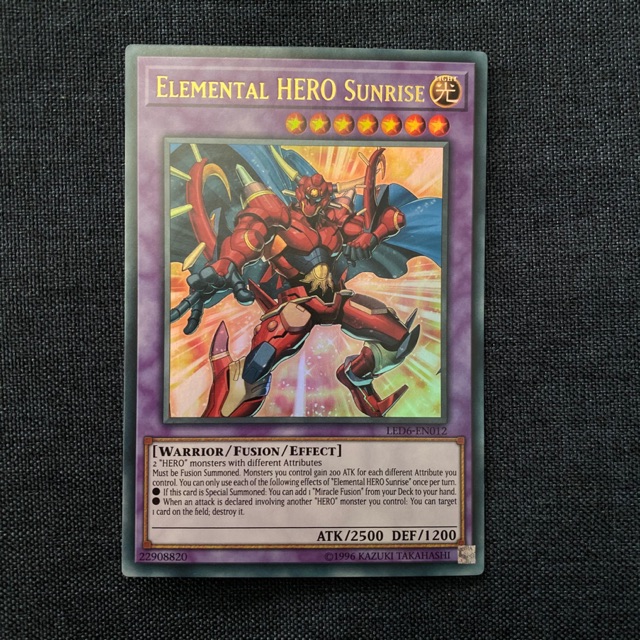 ELEMENTAL HERO SUNRISE
LIGHT
光
LED6-EN012
[WARRIOR/FUSION/EFFECT]
2 "HERO" monsters with different Attributes
Must be Fusion Summoned. Monsters you control gain 200 ATK for each different Attribute you
control. You can only use each of the following effects of "Elemental HERO Sunrise" once per turn.
● If this card is Special Summoned: You can add 1 "Miracle Fusion" from your Deck to your hand.
● When an attack is declared involving another "HERO" monster you control: You can target
1 card on the field; destroy it.
ATK/2500 DEF/1200
22908820
©1996 KAZUKI TAKAHASHI